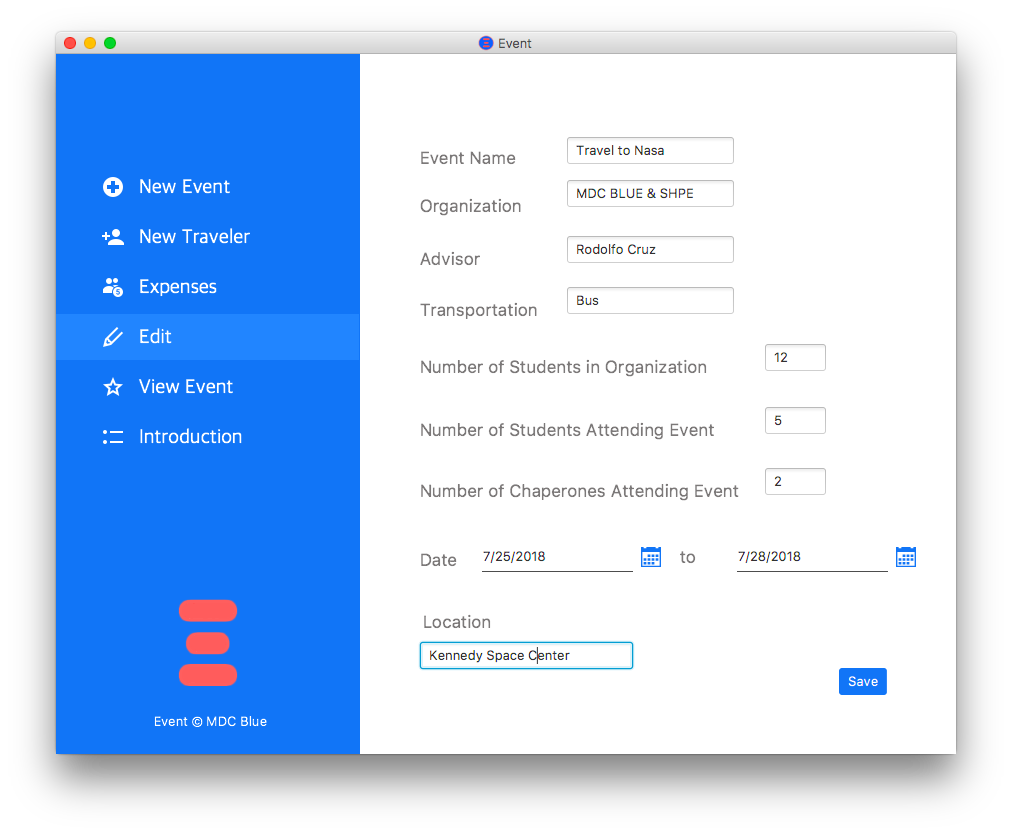 Event
New Event
New Traveler
Expenses
Edit
View Event
Introduction
Event © MDC Blue
Event Name Travel to Nasa
Organization MDC BLUE & SHPE
Advisor Rodolfo Cruz
Transportation Bus
Number of Students in Organization 12
Number of Students Attending Event 5
Number of Chaperones Attending Event 2
Date 7/25/2018 to 7/28/2018
Location
Kennedy Space Center
Save